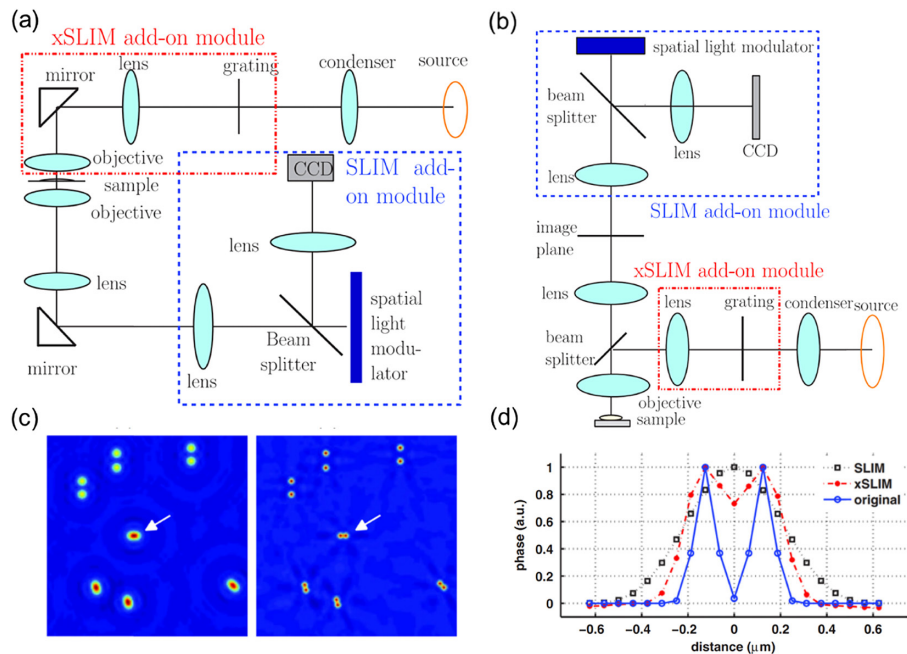 (a)
xSLIM add-on module
mirror
lens
grating
condenser
source
objective
sample
objective
CCD
SLIM add-
on module
lens
lens
mirror
lens
Beam
splitter
spatial
light
modu-
lator
(b)
spatial light modulator
beam
splitter
lens
CCD
lens
SLIM add-on module
image
plane
xSLIM add-on module
lens
lens
grating
condenser
source
beam
splitter
objective
sample
(c)
(d)
SLIM
xSLIM
original
phase (a.u.)
1
0.8
0.6
0.4
0.2
0
−0.6
−0.4
−0.2
0
0.2
0.4
0.6
distance (μm)